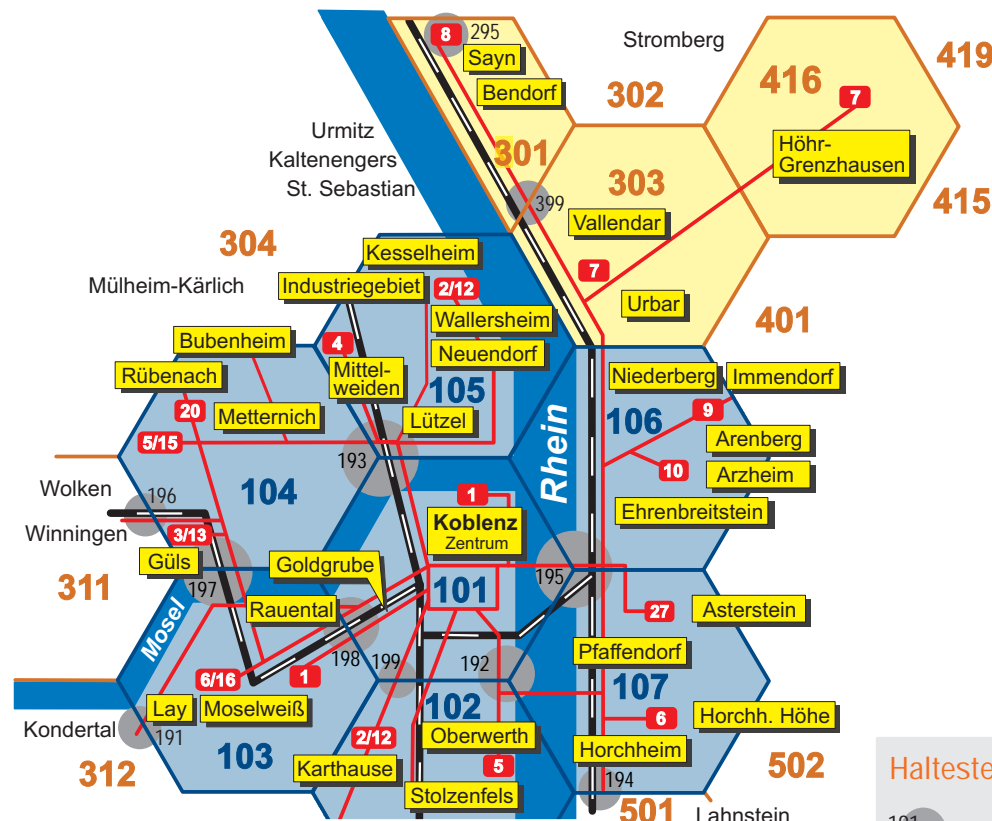 8
295
Stromberg
419
Sayn
416
Bendorf
302
7
Urmitz
Kaltenengers
St. Sebastian
301
Höhr-
Grenzhausen
303
399
Vallendar
415
304
Kesselheim
Mülheim-Kärlich
Industriegebiet
2/12
7
Urbar
401
Wallersheim
Bubenheim
4
Neuendorf
Rübenach
Mittel-
weiden
105
Niederberg
Immendorf
20
Metternich
Lützel
Rhein
106
9
Arenberg
5/15
193
10
Arzheim
Wolken
196
104
1
Ehrenbreitstein
Winningen
3/13
Koblenz
Zentrum
Güls
Goldgrube
311
197
101
195
Mosel
Rauental
27
Asterstein
198
199
192
Pfaffendorf
6/16
1
107
Lay
Moselweiß
102
Kondertal
191
2/12
Oberwerth
6
Horchh. Höhe
312
103
Karthause
5
Horchheim
502
Stolzenfels
194
Halteste
501
Lahnstein
191